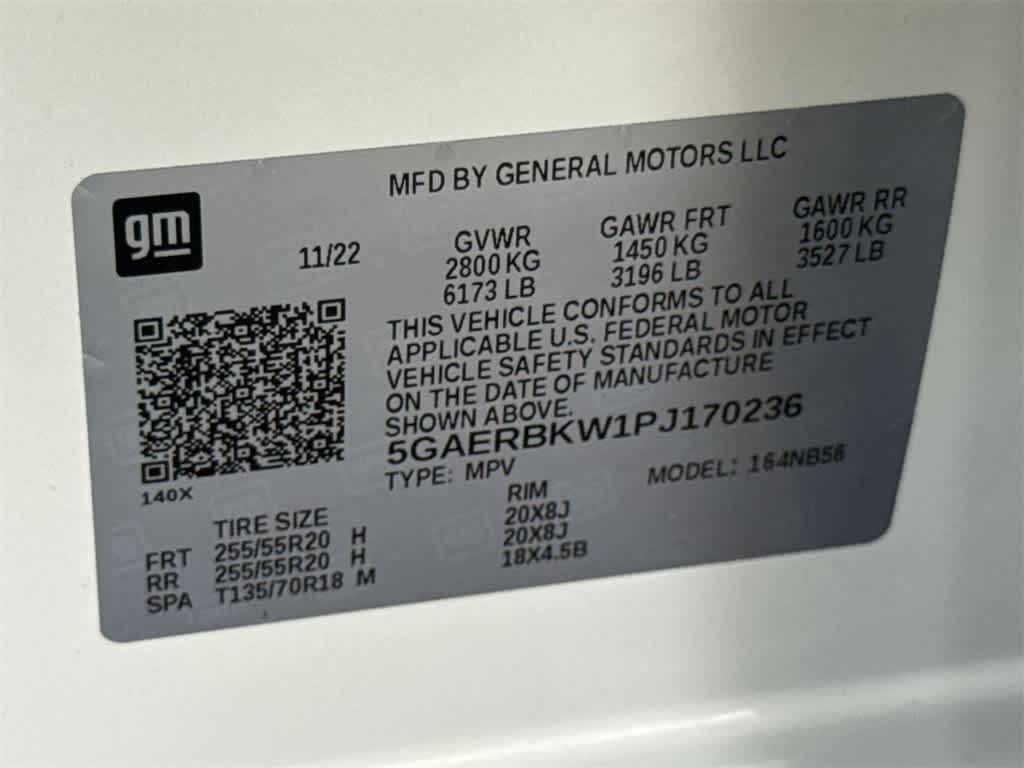 MFD BY GENERAL MOTORS LLC
gm
11/22
GVWR GAWR FRT GAWR RR
2800 KG 1450 KG 1600 KG
6173 LB 3196 LB 3527 LB
THIS VEHICLE CONFORMS TO ALL
APPLICABLE U.S. FEDERAL MOTOR
VEHICLE SAFETY STANDARDS IN EFFECT
ON THE DATE OF MANUFACTURE
SHOWN ABOVE.
5GAERBKW1PJ170236
TYPE: MPV MODEL: 164NB56
140X
TIRE SIZE RIM
FRT 255/55R20 H 20X8J
RR 255/55R20 H 20X8J
SPA T135/70R18 M 18X4.5B